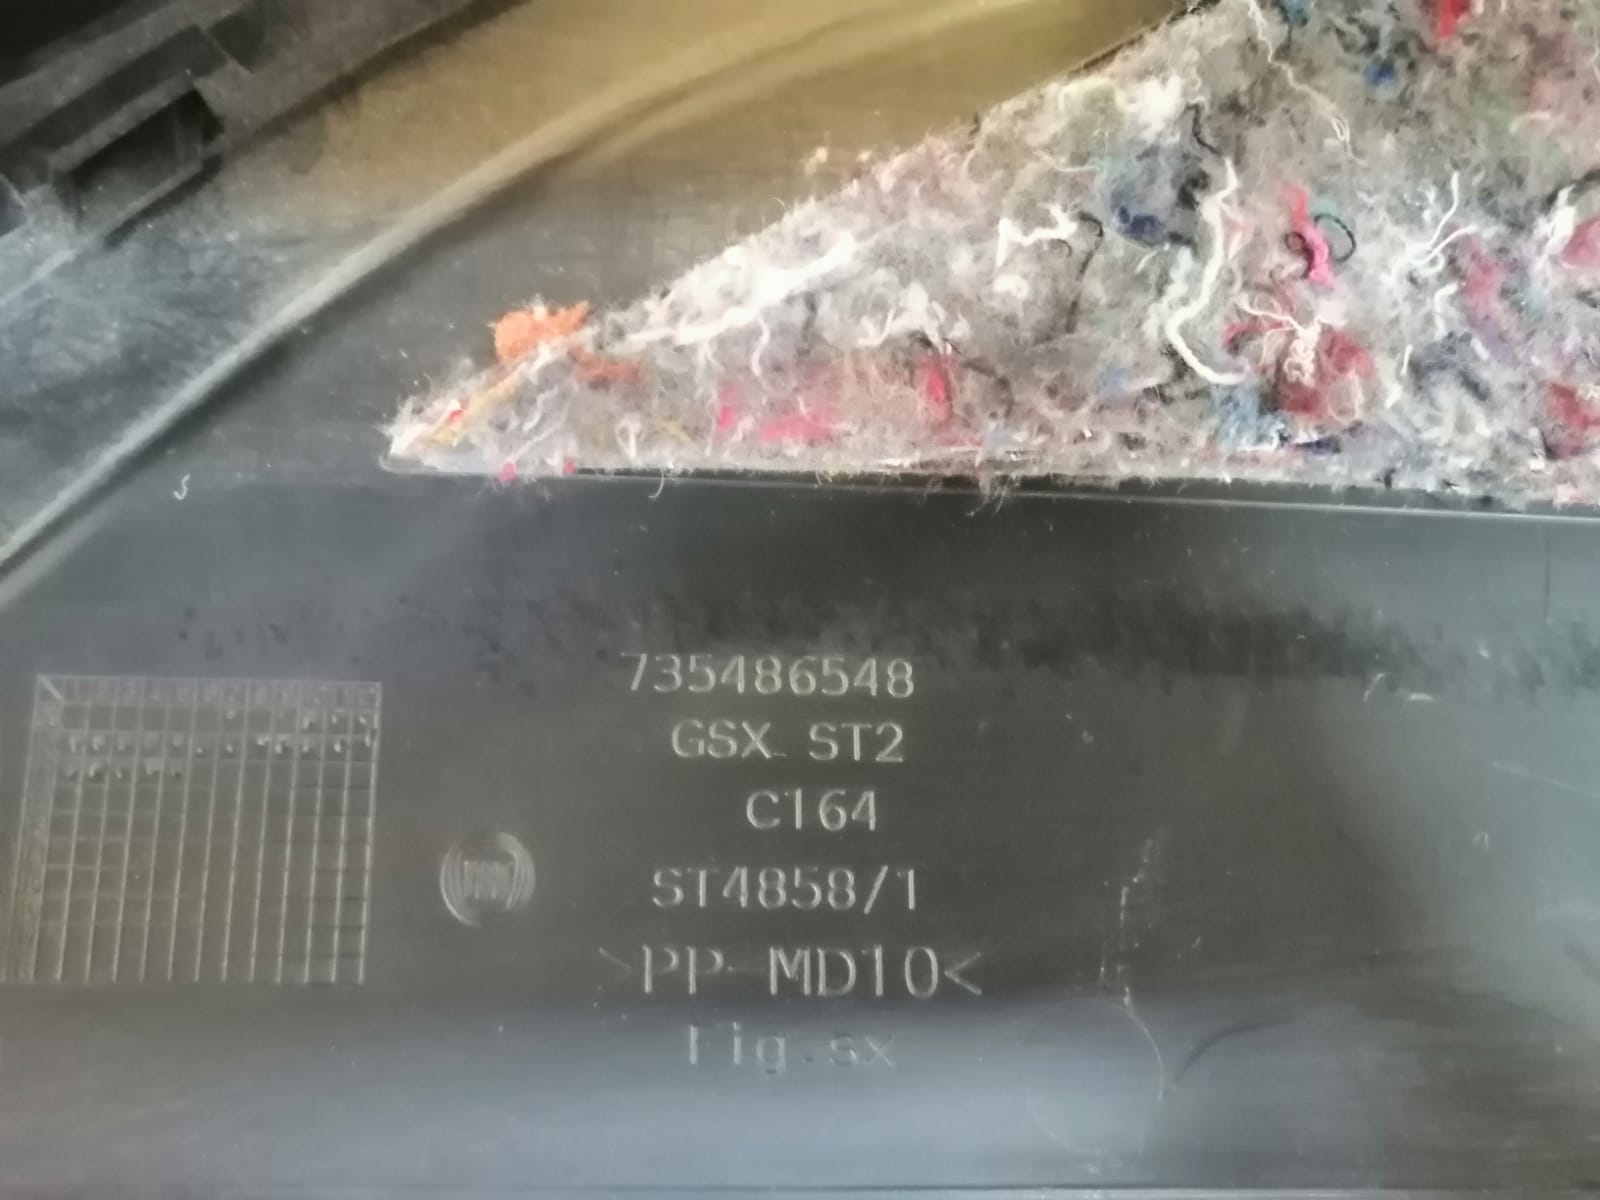 735486548
GSX ST2
C164
ST4858/1
>PP MD10<
Fig.sx